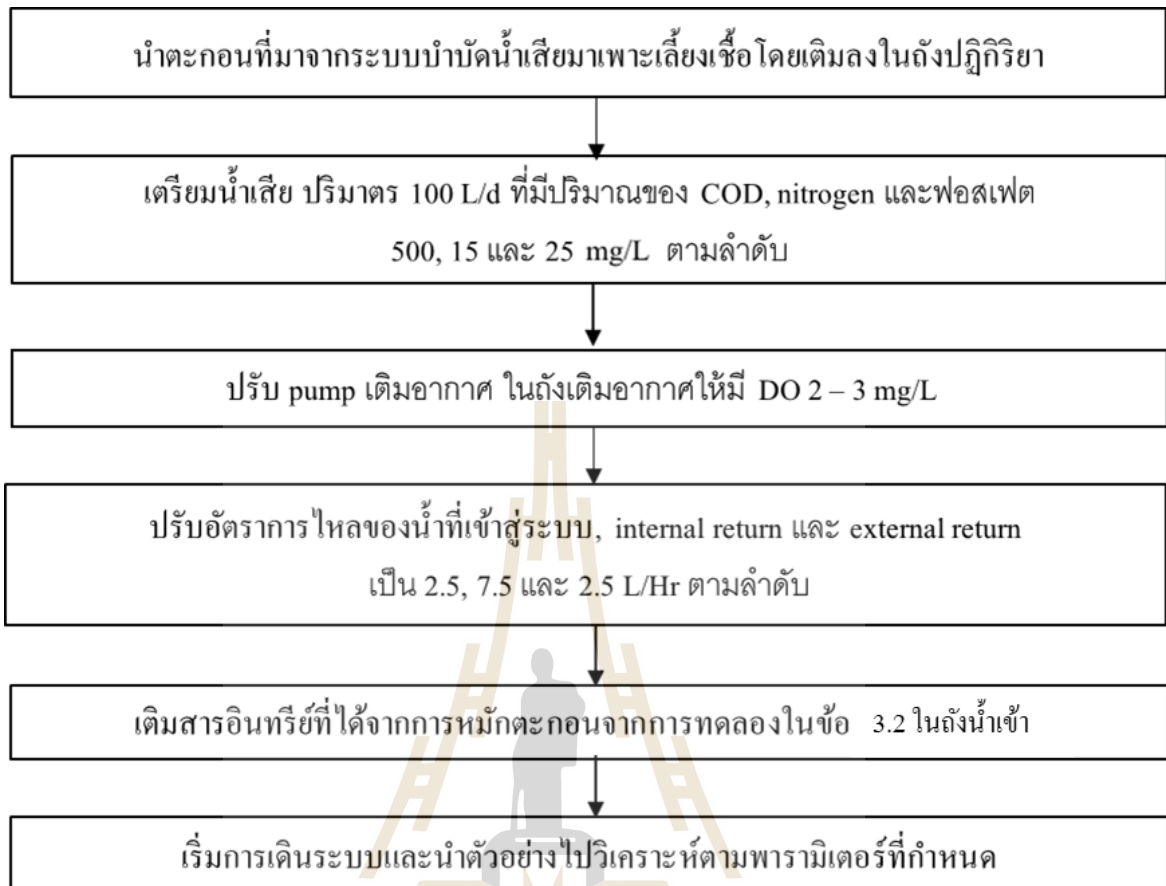 นำตะกอนที่มาจากระบบบำบัดน้ำเสียมาเพาะเลี้ยงเชื้อโดยเติมลงในถังปฏิกิริยา
เตรียมน้ำเสีย ปริมาตร 100 L/d ที่มีปริมาณของ COD, nitrogen และฟอสเฟต
500, 15 และ 25 mg/L ตามลำดับ
ปรับ pump เติมอากาศ ในถังเติมอากาศให้มี DO 2 – 3 mg/L
ปรับอัตราการไหลของน้ำที่เข้าสู่ระบบ, internal return และ external return
เป็น 2.5, 7.5 และ 2.5 L/Hr ตามลำดับ
เติมสารอินทรีย์ที่ได้จากการหมักตะกอนจากการทดลองในข้อ 3.2 ในถังน้ำเข้า
เริ่มการเดินระบบและนำตัวอย่างไปวิเคราะห์ตามพารามิเตอร์ที่กำหนด